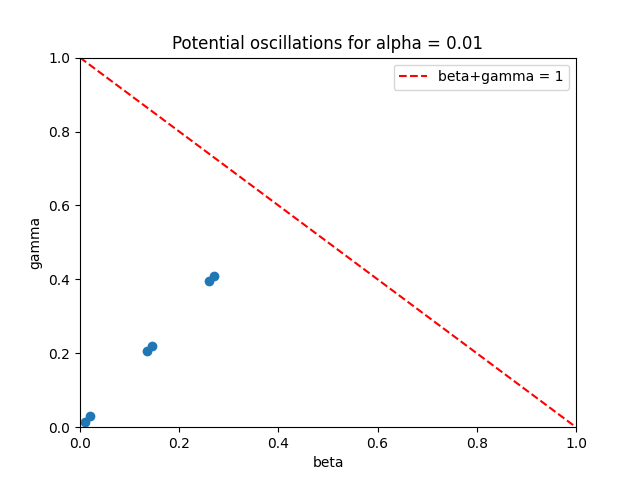 Potential oscillations for alpha = 0.01
beta+gamma = 1
gamma
1.0
0.8
0.6
0.4
0.2
0.0
0.0 0.2 0.4 0.6 0.8 1.0
beta